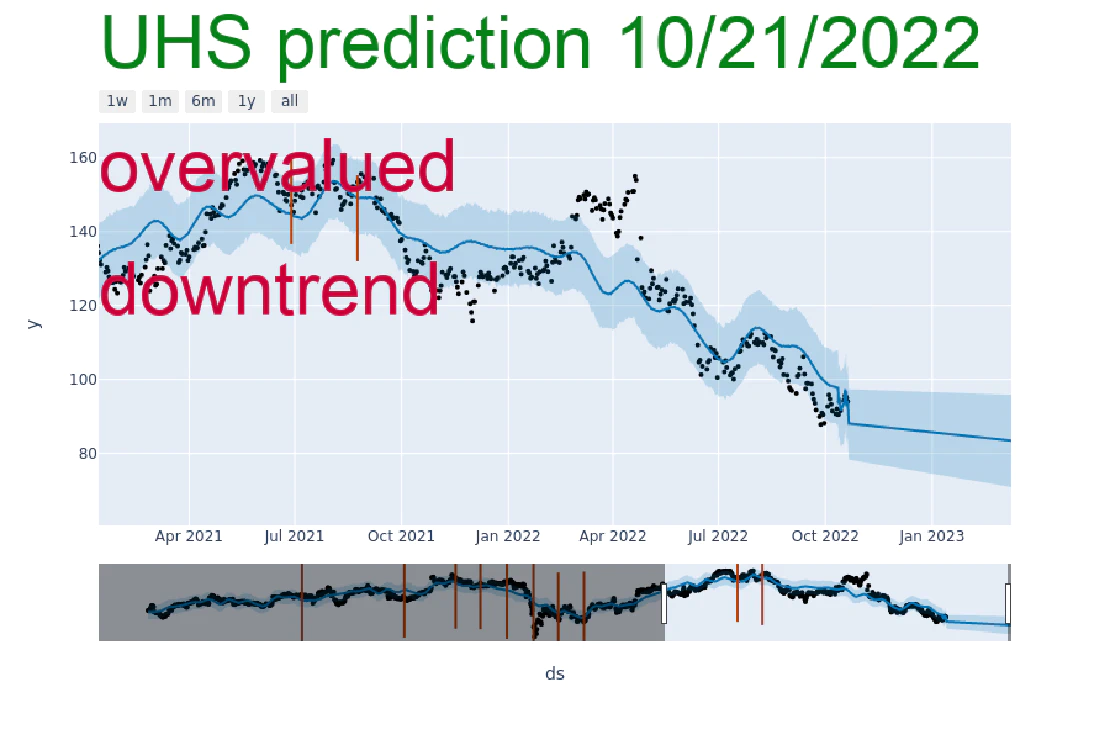 UHS prediction 10/21/2022
1w 1m 6m 1y all
overvalued
downtrend
160
140
120
100
80
y
Apr 2021 Jul 2021 Oct 2021 Jan 2022 Apr 2022 Jul 2022 Oct 2022 Jan 2023
ds